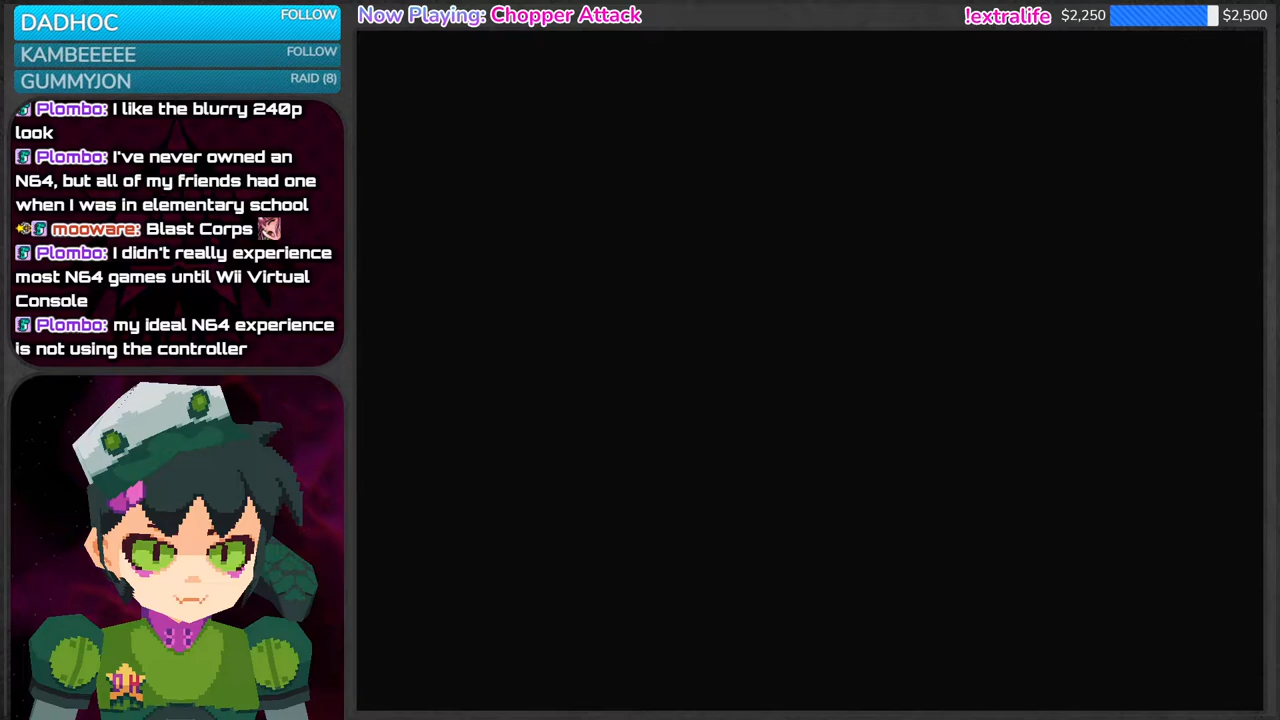 DADHOC FOLLOW
KAMBEEEEE FOLLOW
GUMMYJON RAID (8)
Now Playing: Chopper Attack
!extralife $2,250 $2,500
Plombo: I like the blurry 240p
look
Plombo: I've never owned an
N64, but all of my friends had one
when I was in elementary school
mooware: Blast Corps
Plombo: I didn't really experience
most N64 games until Wii Virtual
Console
Plombo: my ideal N64 experience
is not using the controller